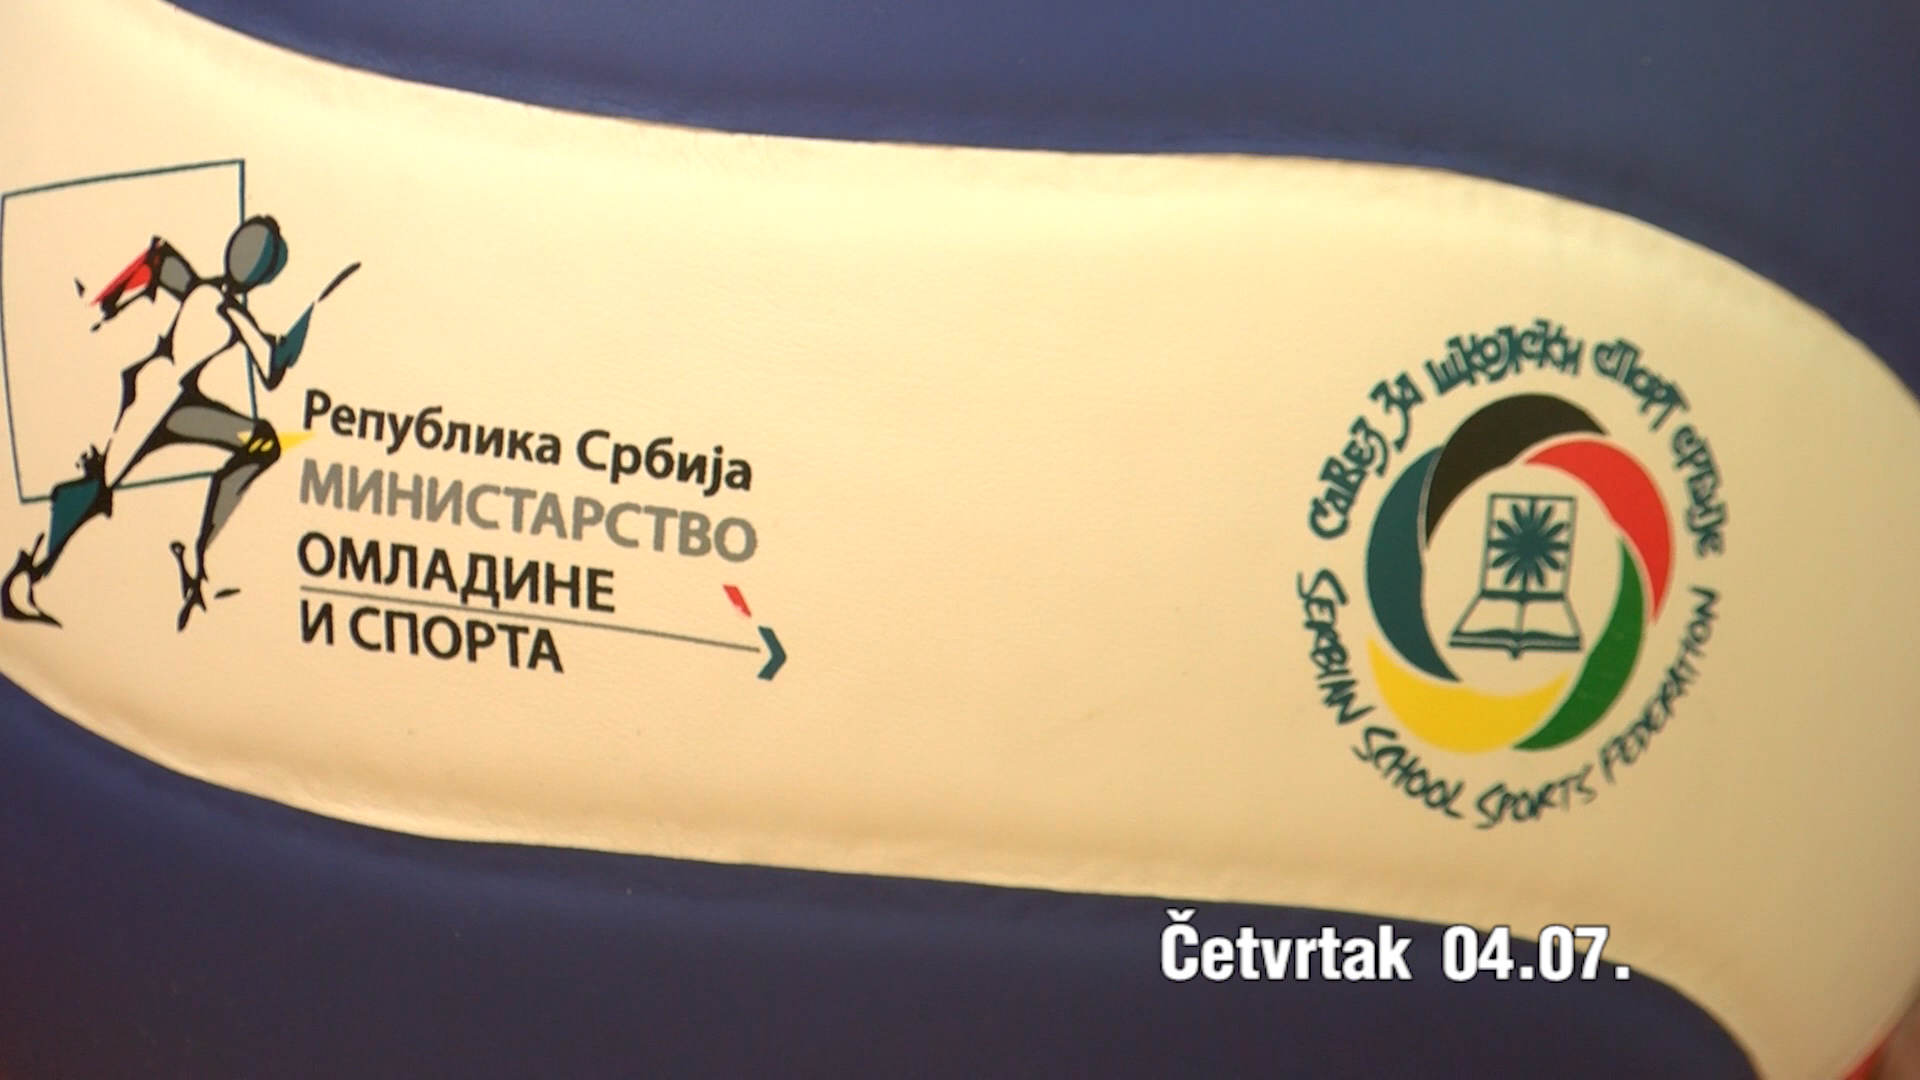 Република Србија
МИНИСТАРСТВО
ОМЛАДИНЕ
И СПОРТА
САВЕЗ ЗА ШКОЛСКИ СПОРТ СРБИЈЕ
SERBIAN SCHOOL SPORTS FEDERATION
Četvrtak 04.07.